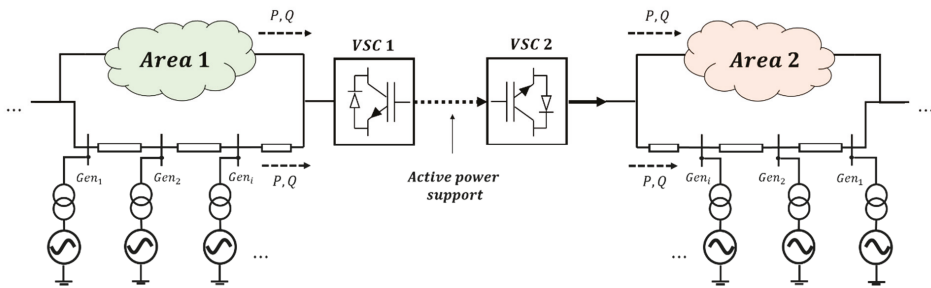 P, Q
P, Q
VSC 1
VSC 2
Area 1
Area 2
...
...
Gen1
Gen2
Geni
P, Q
Active power
support
P, Q
Geni
Gen2
Gen1
...
...